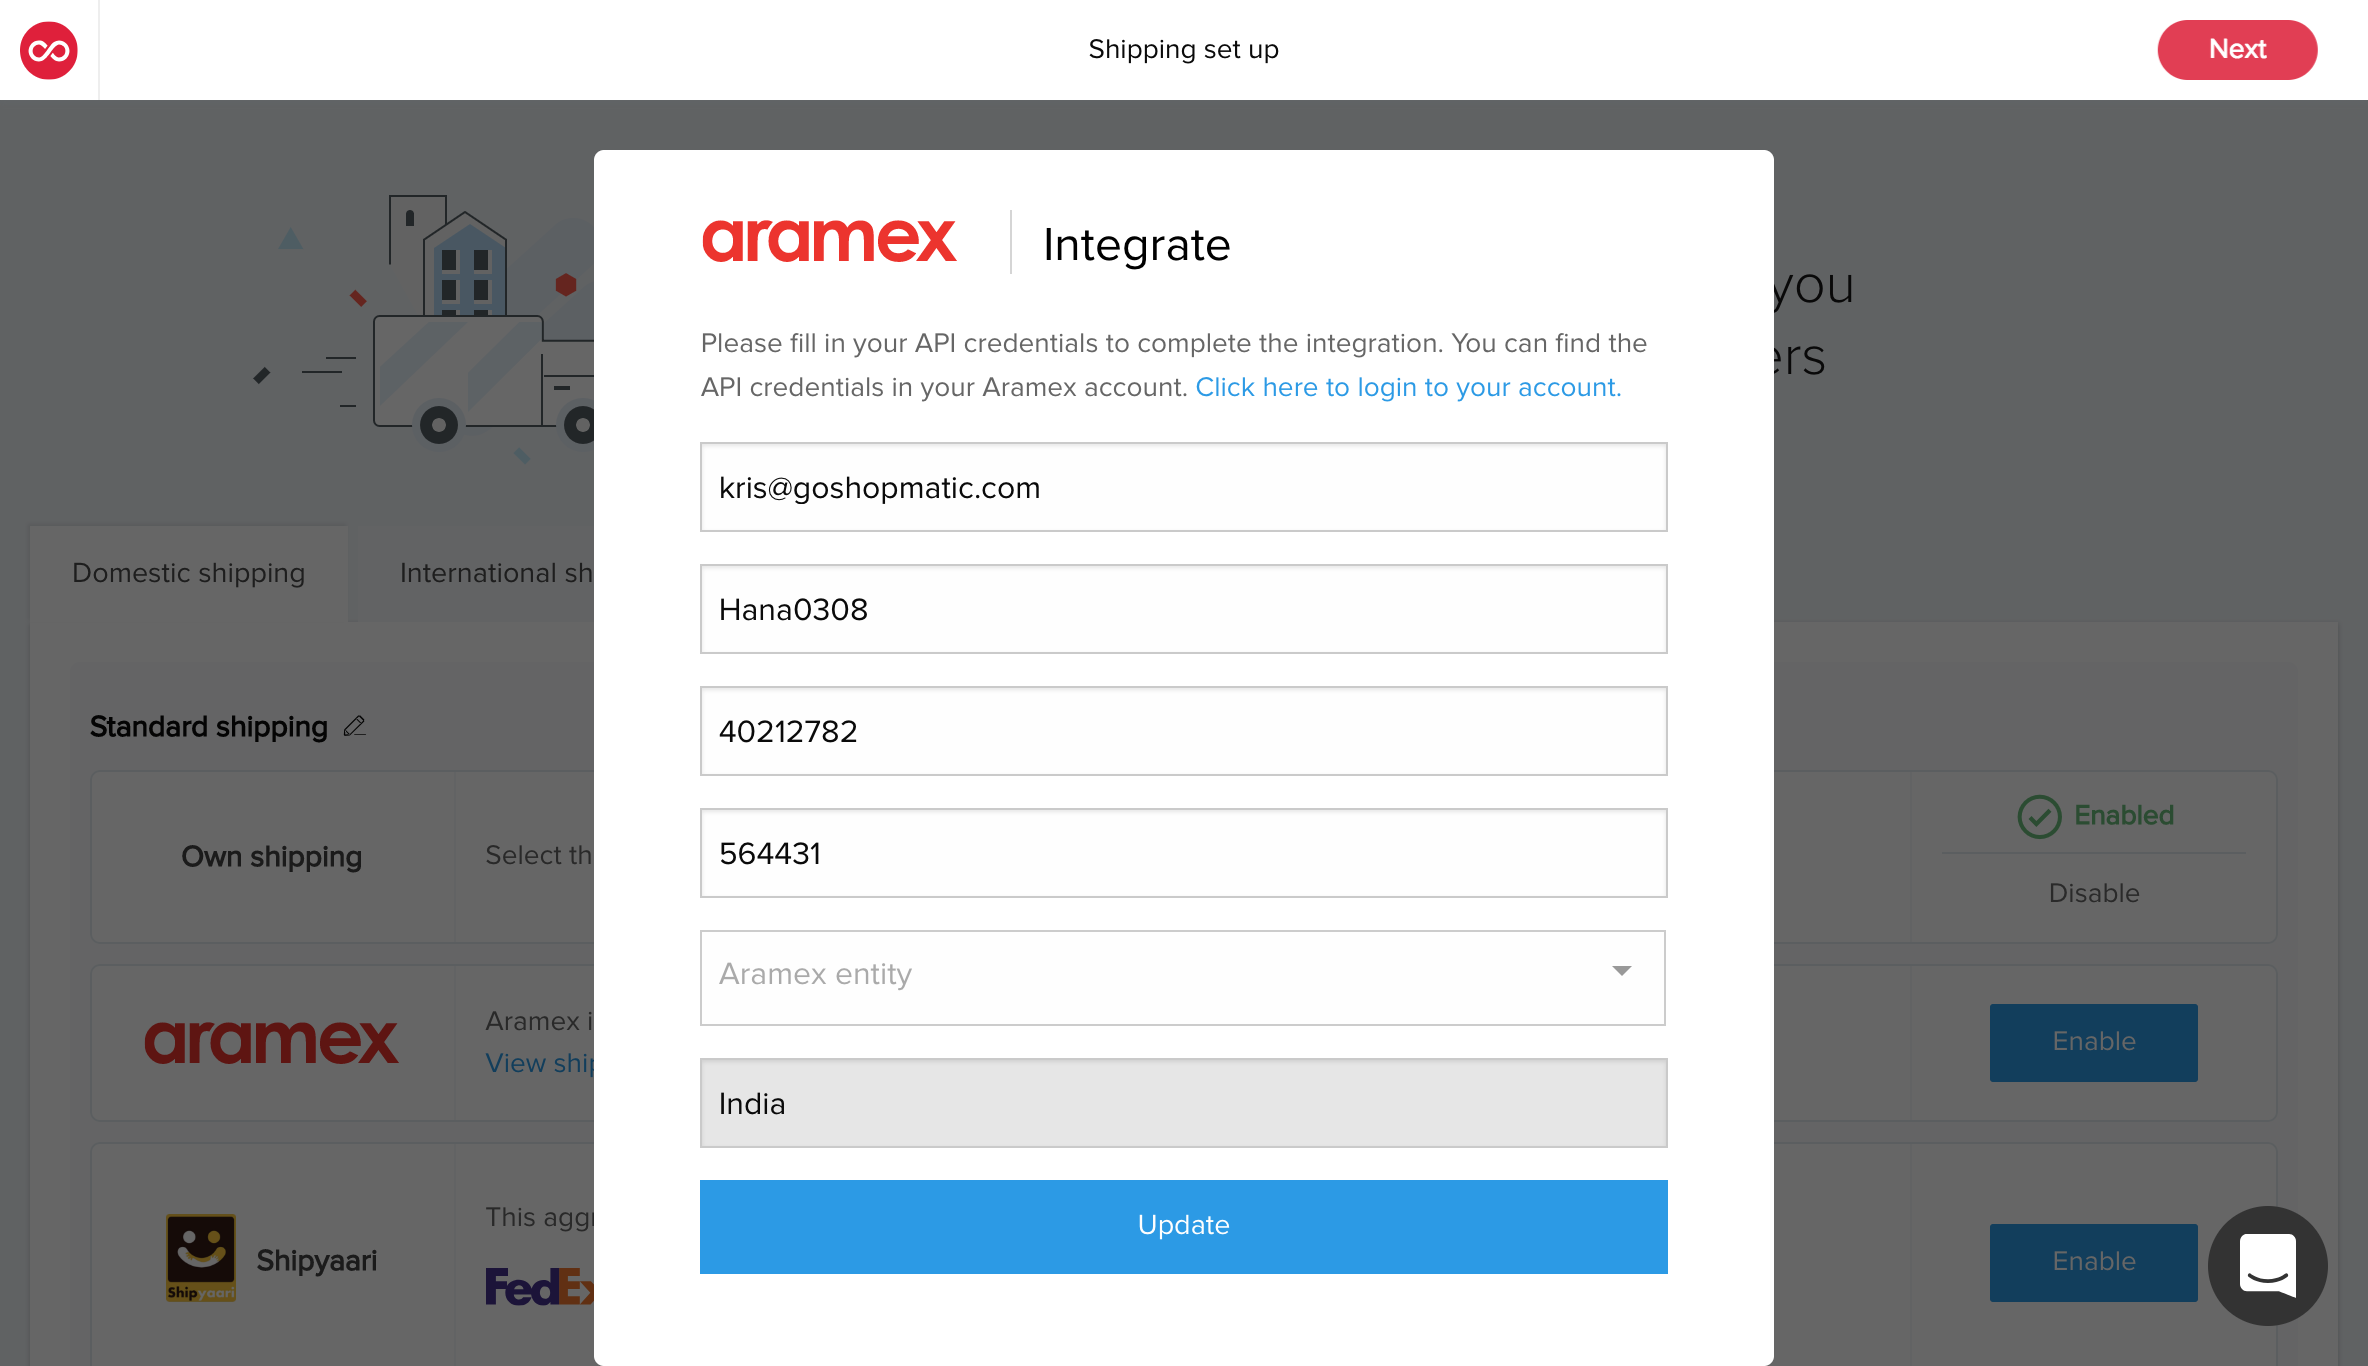 Shipping set up
Next
aramex
Integrate
you
ers
Please fill in your API credentials to complete the integration. You can find the
API credentials in your Aramex account. Click here to login to your account.
kris@goshopmatic.com
Hana0308
40212782
564431
Aramex entity
India
Update
Domestic shipping
International sh
Standard shipping
Own shipping
Select th
Enabled
Disable
aramex
Aramex i
View ship
Enable
Shipyaari
Shipyaari
This aggr
FedEx
Enable